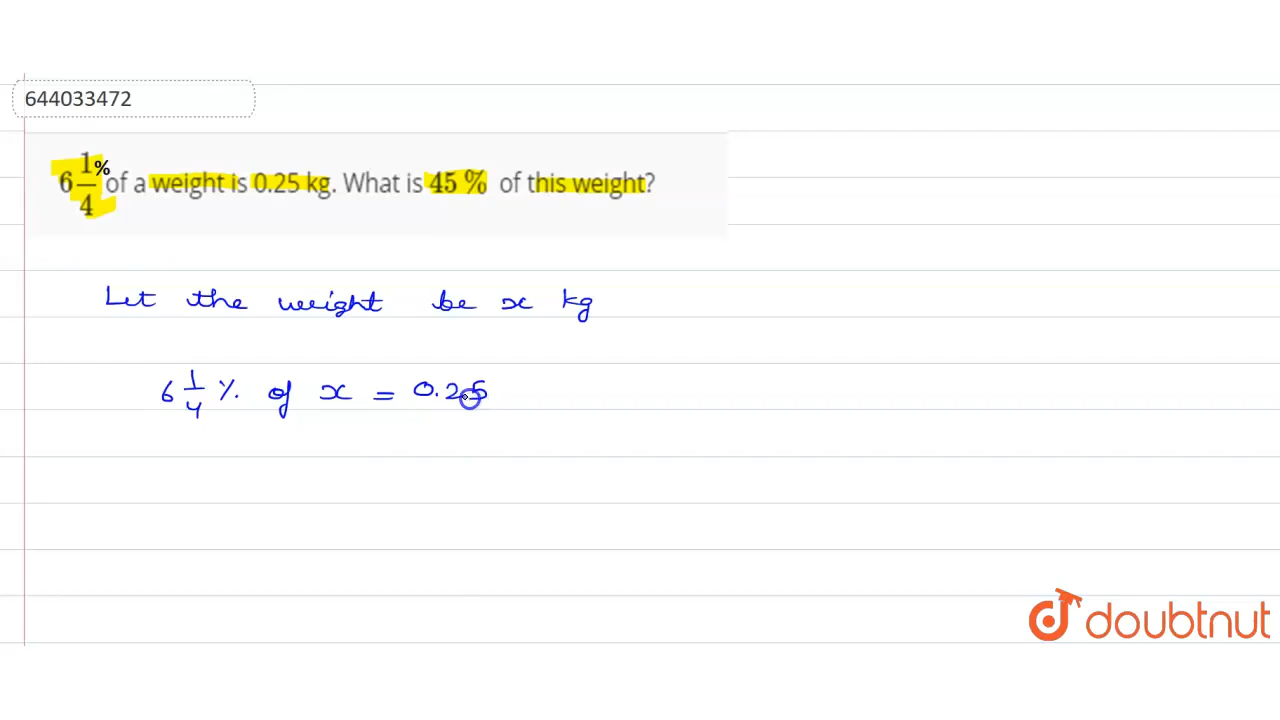 644033472
6 1/4 % of a weight is 0.25 kg. What is 45 % of this weight?
Let the weight be x kg
6 1/4 % of x = 0.25
doubtnut